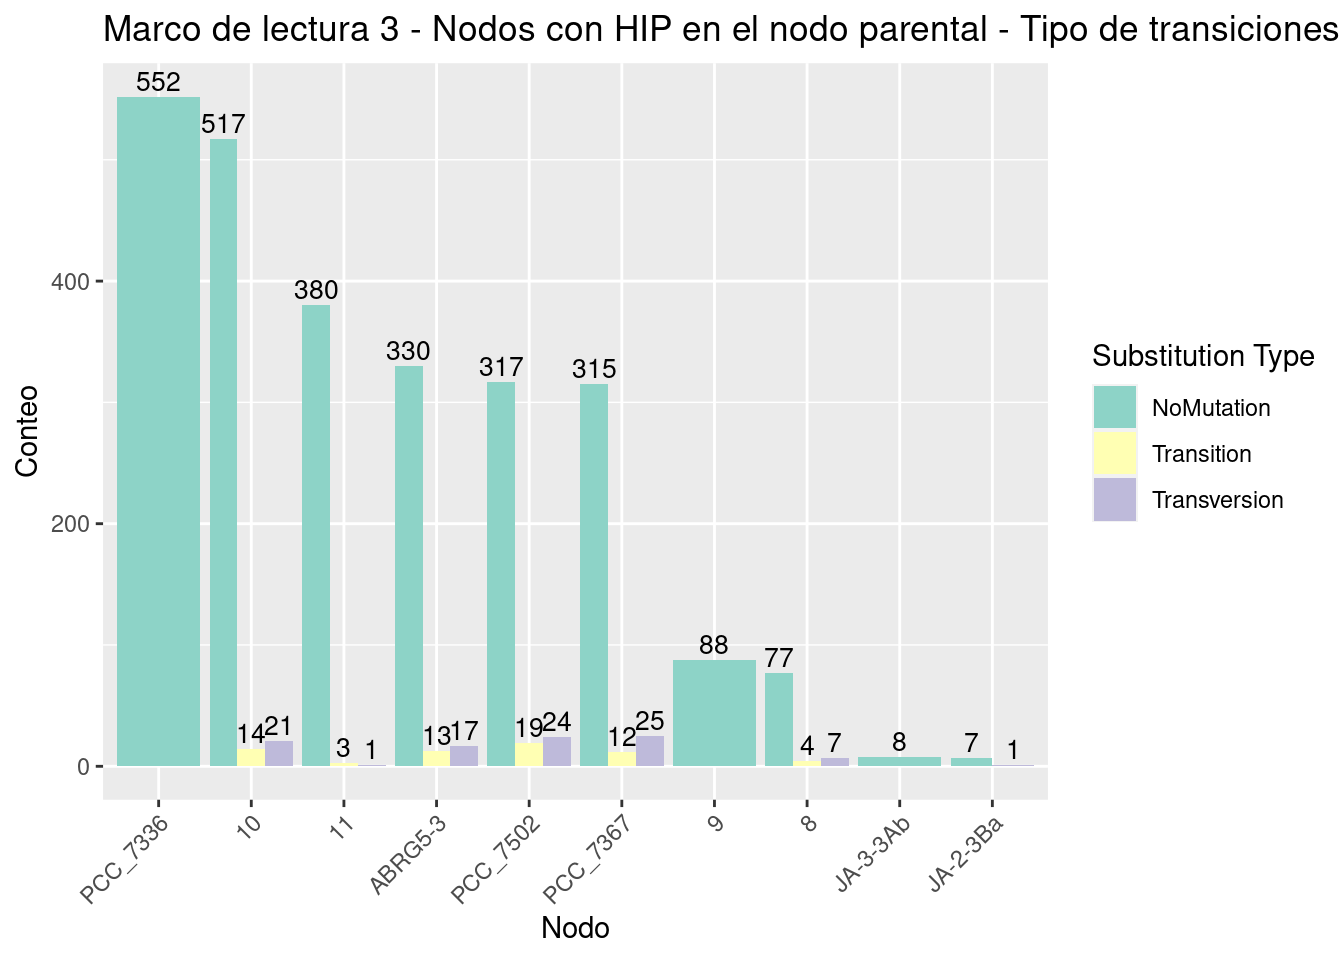 Marco de lectura 3 - Nodos con HIP en el nodo parental - Tipo de transiciones
552
517
380
330
317
315
88
77
14
21
3
1
13
17
19
24
12
25
4
7
8
7
1
400
200
0
Conteo
PCC_7336
10
11
ABRG5-3
PCC_7502
PCC_7367
9
8
JA-3-3Ab
JA-2-3Ba
Nodo
Substitution Type
NoMutation
Transition
Transversion